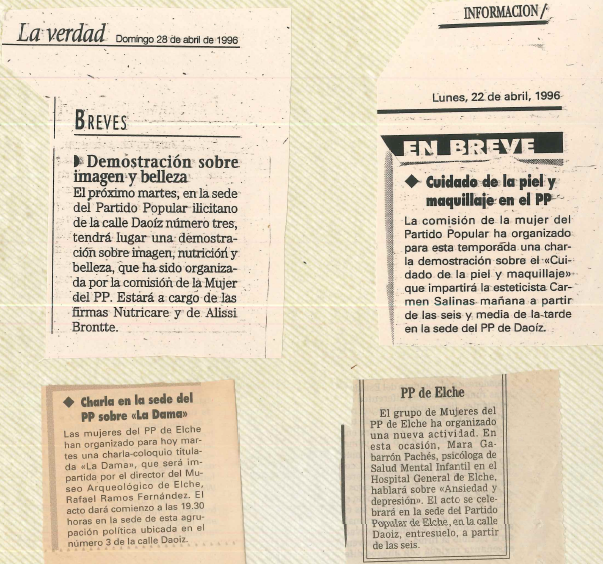 La verdad Domingo 28 de abril de 1996
BREVES
Demostración sobre
imagen y belleza
El próximo martes, en la sede
del Partido Popular ilicitano
de la calle Daoíz número tres,
tendrá lugar una demostra-
ción sobre imagen, nutrición y
belleza, que ha sido organiza-
da por la comisión de la Mujer
del PP. Estará a cargo de las
firmas Nutricare y de Alissi
Brontte.
INFORMACION/
Lunes, 22 de abril, 1996
EN BREVE
◆ Cuidado de la piel y
maquillaje en el PP
La comisión de la mujer del
Partido Popular ha organizado
para esta temporada una char-
la demostración sobre el «Cui-
dado de la piel y maquillaje»
que impartirá la esteticista Car-
men Salinas mañana a partir
de las seis y media de la tarde
en la sede del PP de Daoíz.
◆ Charla en la sede del
PP sobre «La Dama»
Las mujeres del PP de Elche
han organizado para hoy mar-
tes una charla-coloquio titula-
da «La Dama», que será im-
partida por el director del Mu-
seo Arqueológico de Elche,
Rafael Ramos Fernández. El
acto dará comienzo a las 19.30
horas en la sede de esta agru-
pación política ubicada en el
número 3 de la calle Daoiz.
PP de Elche
El grupo de Mujeres del
PP de Elche ha organizado
una nueva actividad. En
esta ocasión, Mara Ga-
barrón Pachés, psicóloga de
Salud Mental Infantil en el
Hospital General de Elche,
hablará sobre «Ansiedad y
depresión». El acto se cele-
brará en la sede del Partido
Popular de Elche, en la calle
Daoiz, entresuelo, a partir
de las seis.